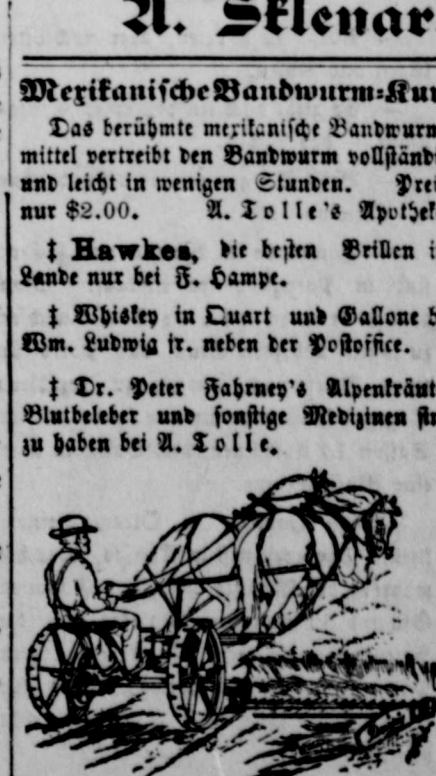 A. Sklenar
Mexikanische Bandwurm-Kur
Das berühmte mexikanische Bandwurm
mittel vertreibt den Bandwurm vollständ
und leicht in wenigen Stunden. Prei
nur $2.00. A. Tolle's Apothek
‡ Hawkes, die besten Brillen i
Lande nur bei F. Hampe.
‡ Whiskey in Quart und Gallone b
Wm. Ludwig jr. neben der Postoffice.
‡ Dr. Peter Fahrney's Alpenkräut
Blutbeleber und sonstige Medizinen sin
zu haben bei A. Tolle.